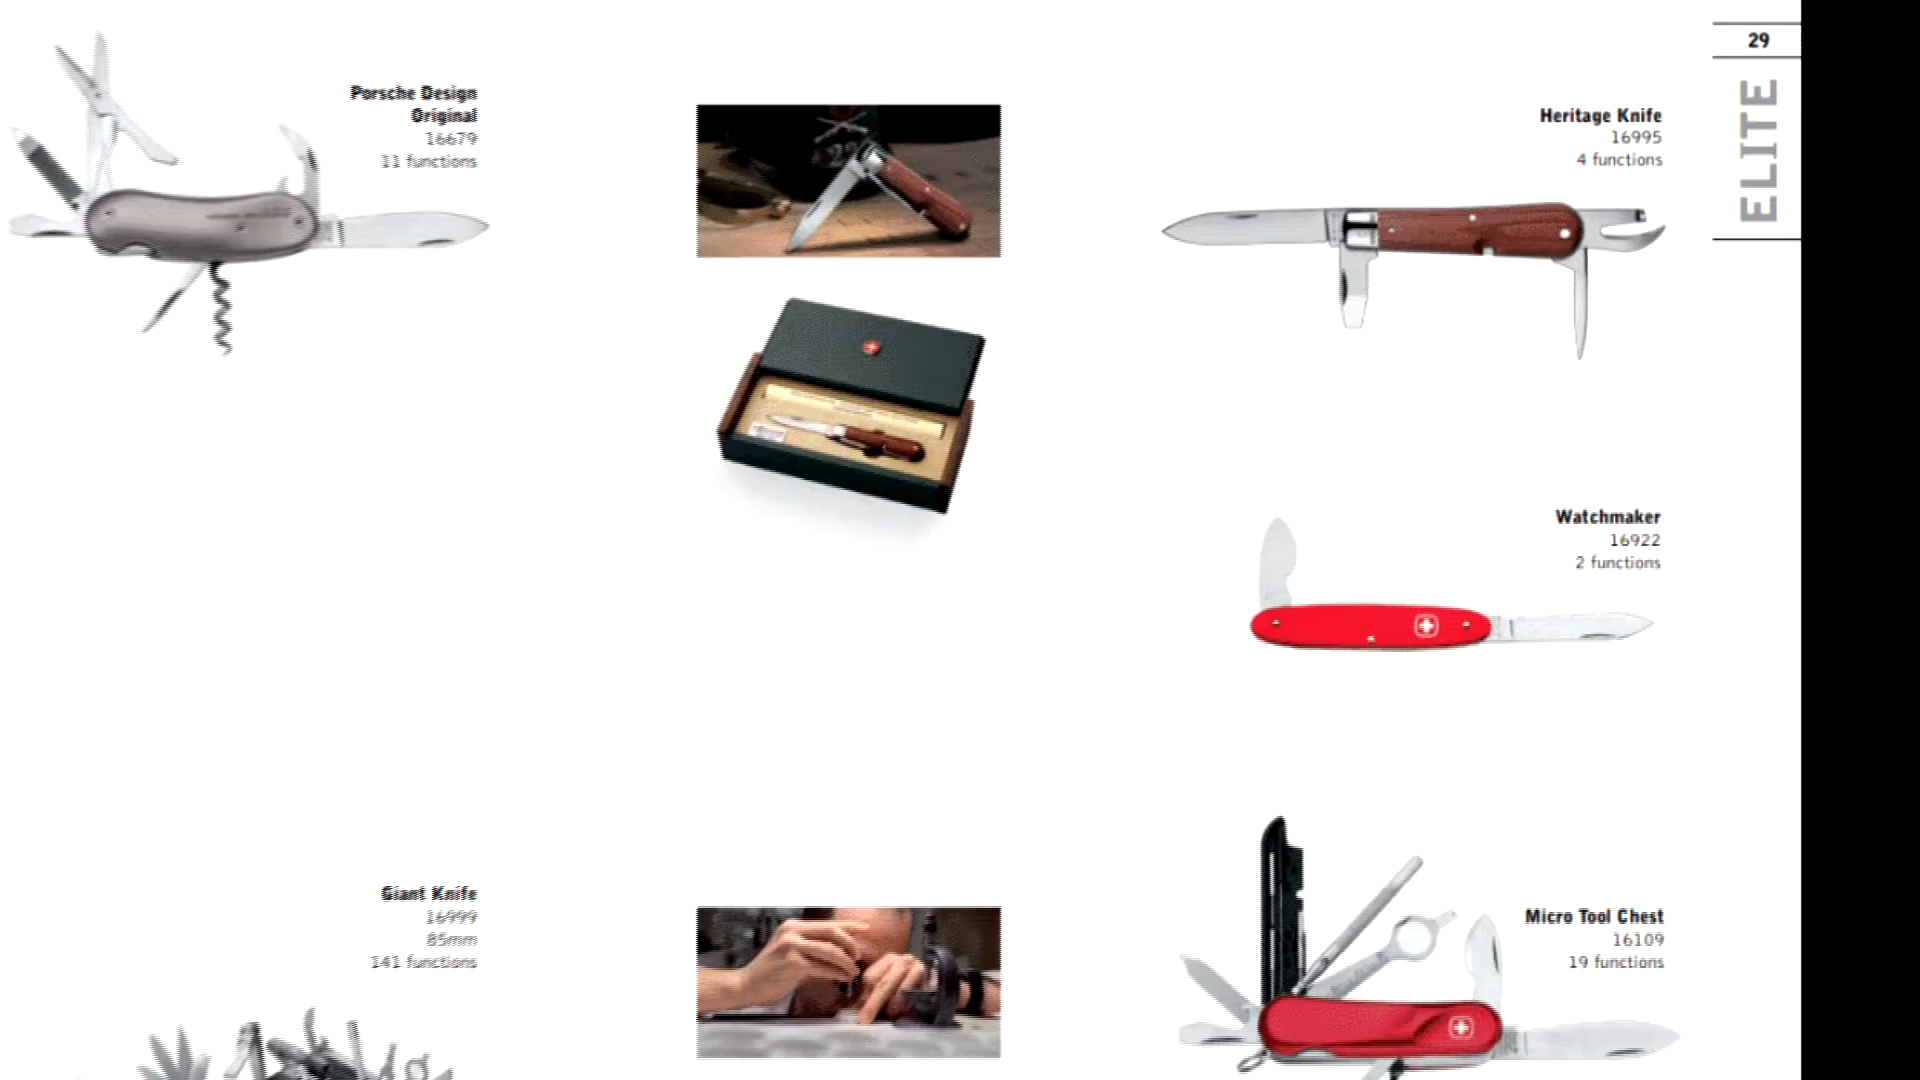 29
ELITE
Porsche Design
Original
16679
11 functions
Heritage Knife
16995
4 functions
Watchmaker
16922
2 functions
Giant Knife
16999
85mm
141 functions
Micro Tool Chest
16109
19 functions